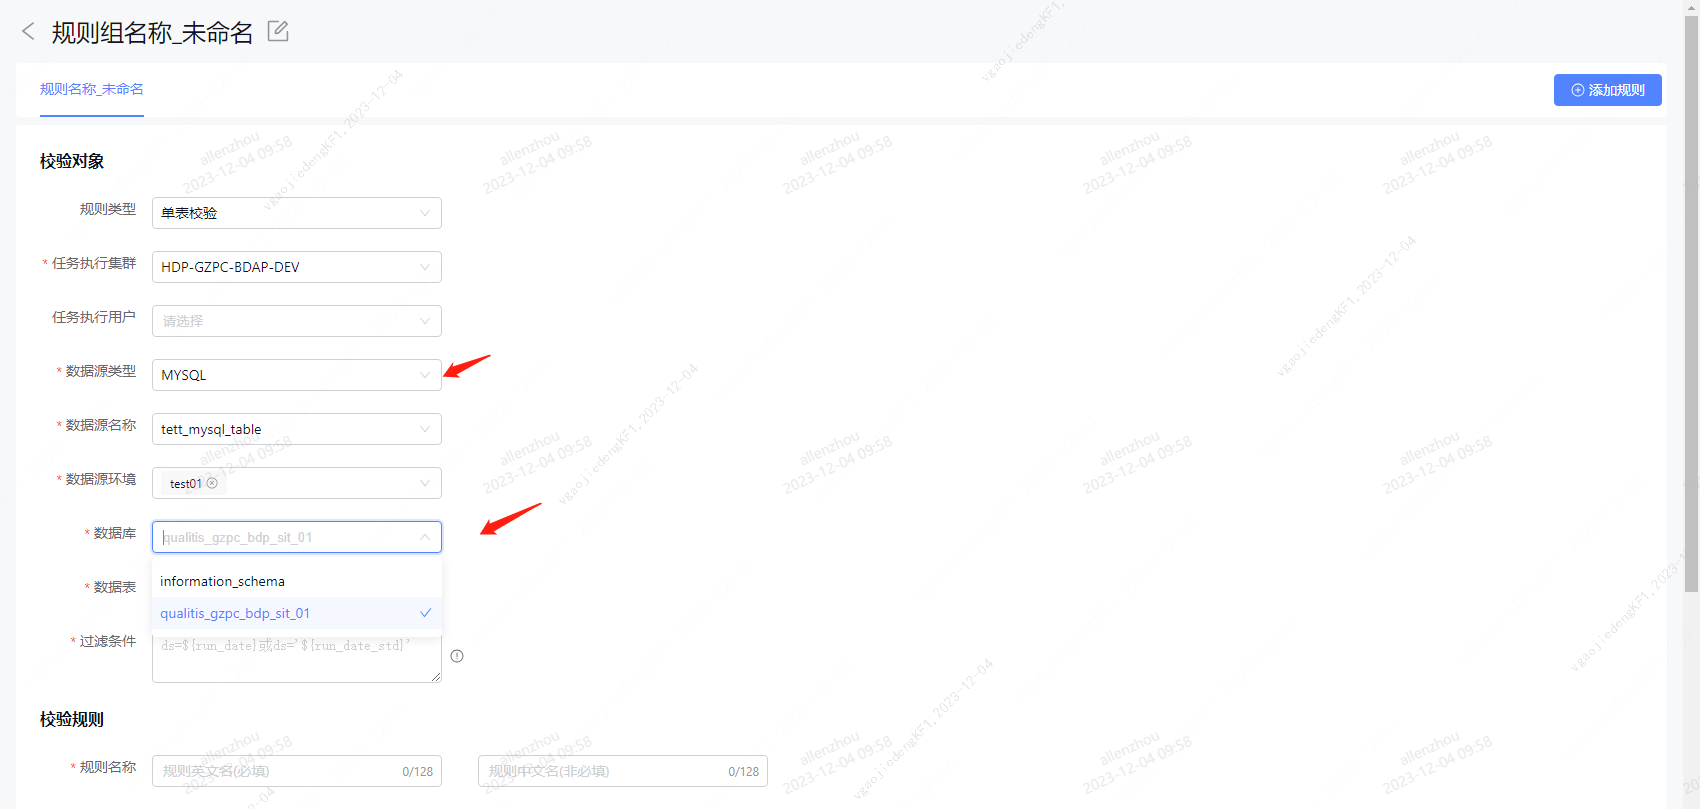 规则组名称_未命名
规则名称_未命名
添加规则
校验对象
规则类型
单表校验
* 任务执行集群
HDP-GZPC-BDAP-DEV
任务执行用户
请选择
* 数据源类型
MYSQL
* 数据源名称
tett_mysql_table
* 数据源环境
test01
* 数据库
qualitis_gzpc_bdp_sit_01
information_schema
* 数据表
qualitis_gzpc_bdp_sit_01
* 过滤条件
ds=${run_date}或ds='${run_date_std}'
校验规则
* 规则名称
规则英文名(必填)
0/128
规则中文名(非必填)
0/128
allenzhou
2023-12-04 09:58
vgaojiedengKF1, 2023-12-04